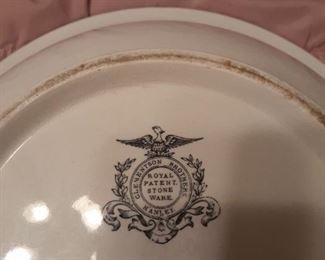 CLEMENTSON BROTHERS
ROYAL
PATENT
STONE
WARE.
HANLEY